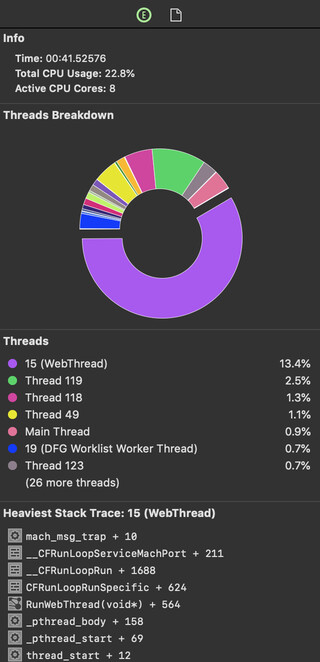 Info
Time: 00:41.52576
Total CPU Usage: 22.8%
Active CPU Cores: 8
Threads Breakdown
Threads
15 (WebThread) 13.4%
Thread 119 2.5%
Thread 118 1.3%
Thread 49 1.1%
Main Thread 0.9%
19 (DFG Worklist Worker Thread) 0.7%
Thread 123 0.7%
(26 more threads)
Heaviest Stack Trace: 15 (WebThread)
mach_msg_trap + 10
__CFRunLoopServiceMachPort + 211
__CFRunLoopRun + 1688
CFRunLoopRunSpecific + 624
RunWebThread(void*) + 564
_pthread_body + 158
_pthread_start + 69
thread_start + 12